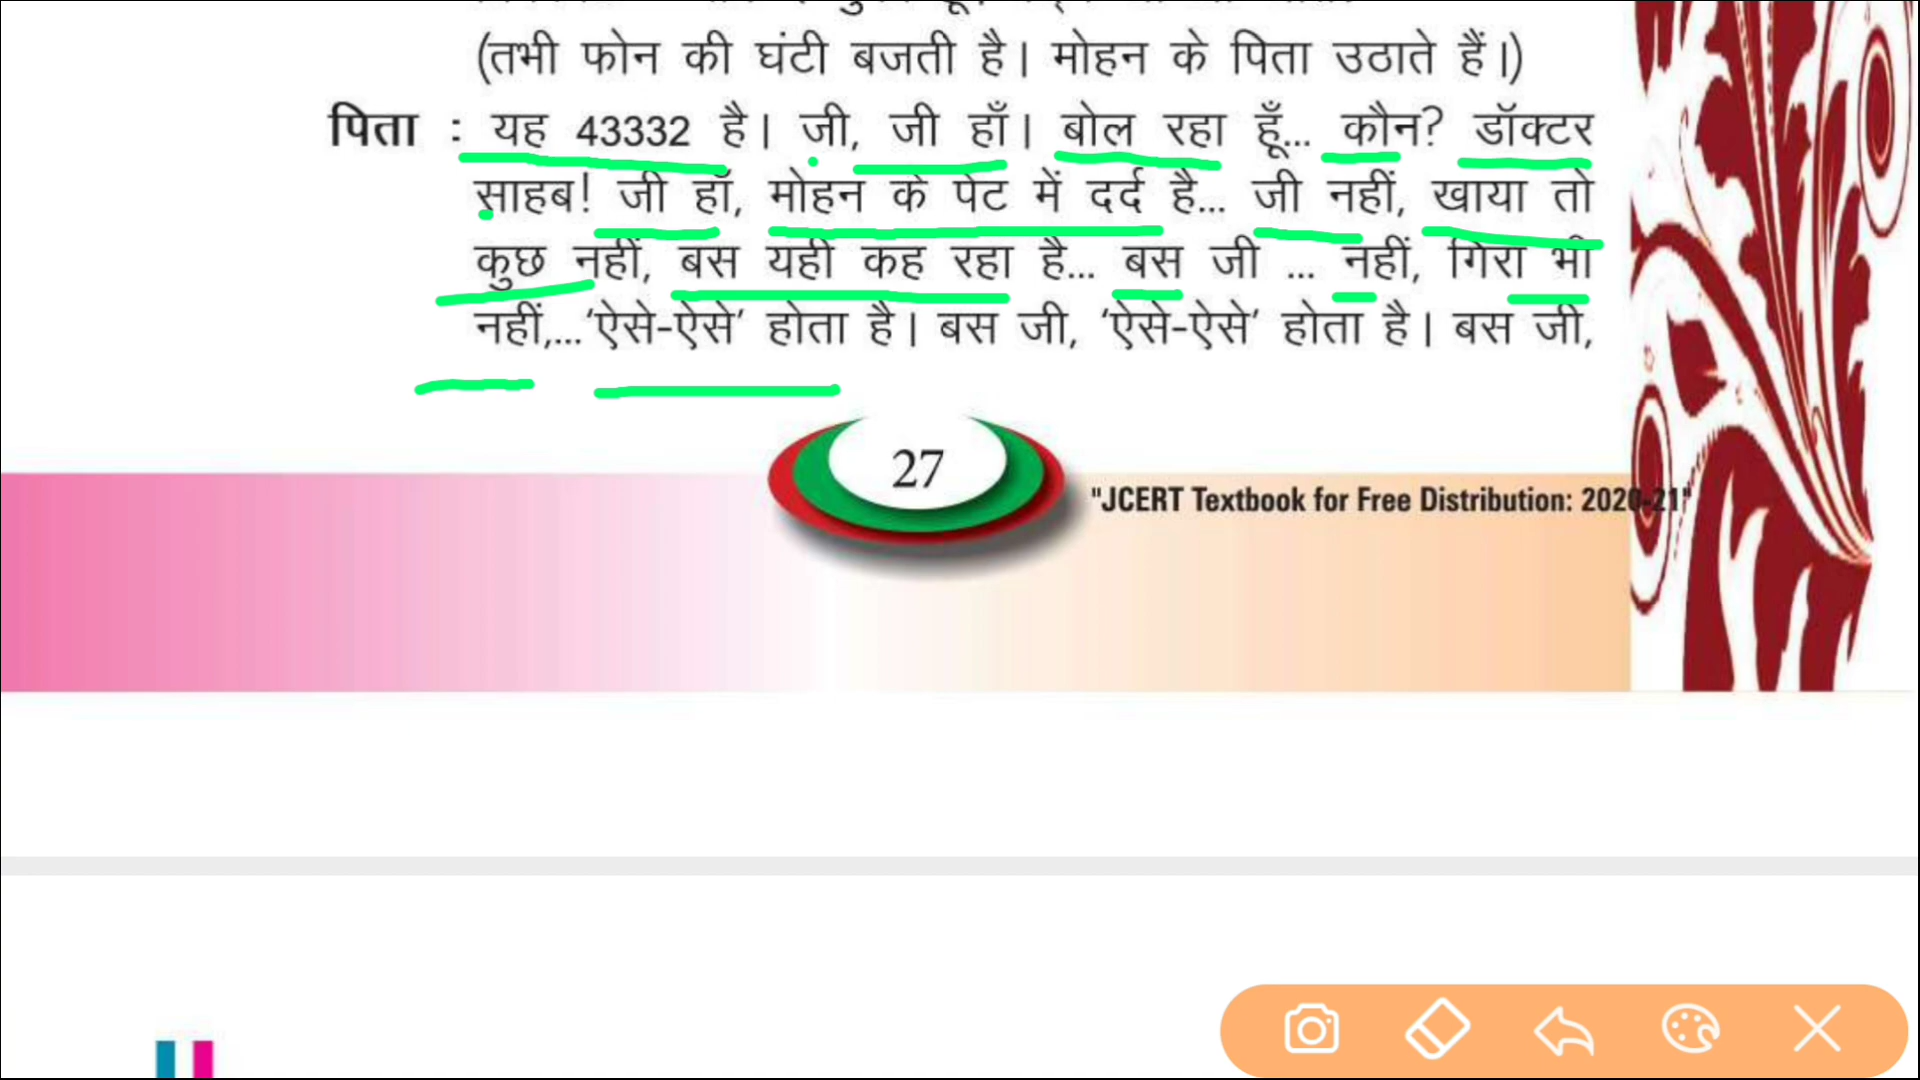 (तभी फोन की घंटी बजती है। मोहन के पिता उठाते हैं।)
पिता : यह 43332 है। जी, जी हाँ। बोल रहा हूँ... कौन? डॉक्टर
साहब! जी हाँ, मोहन के पेट में दर्द है... जी नहीं, खाया तो
कुछ नहीं, बस यही कह रहा है... बस जी ... नहीं, गिरा भी
नहीं,...‘ऐसे-ऐसे’ होता है। बस जी, ‘ऐसे-ऐसे’ होता है। बस जी,
27
"JCERT Textbook for Free Distribution: 2020-21"